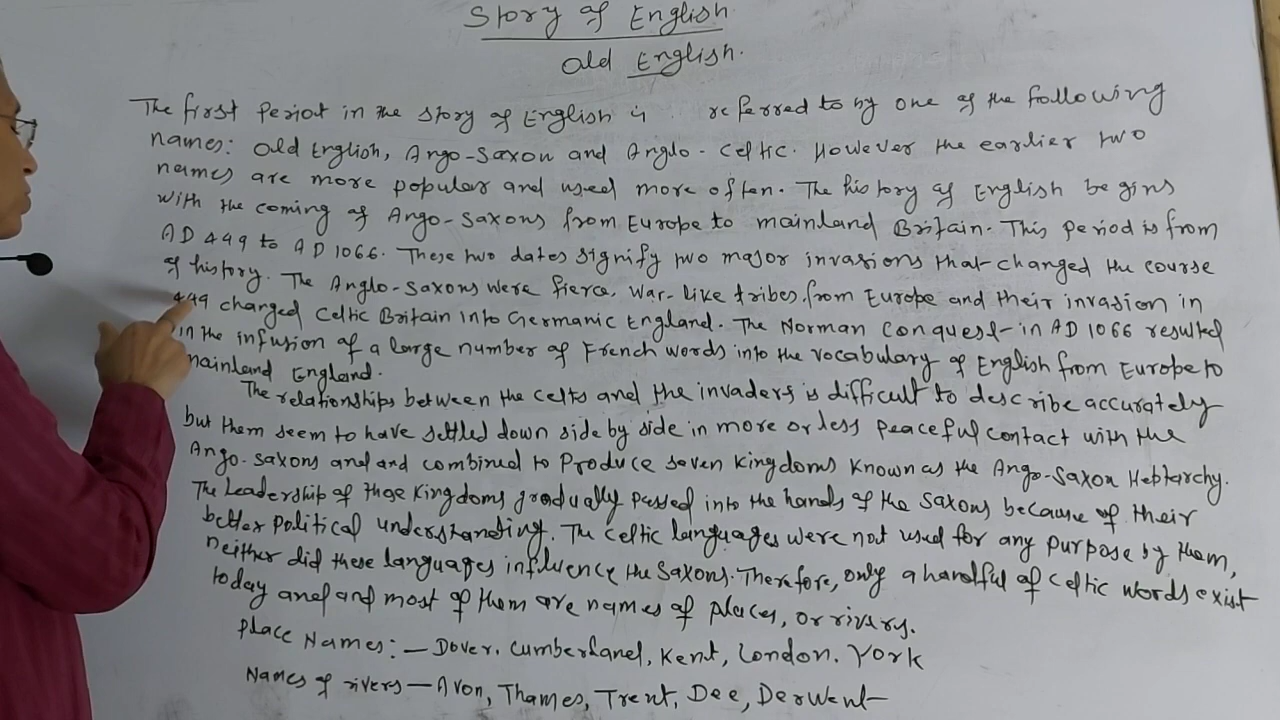 Story of English
Old English.
The first Period in the story of English is referred to by one of the following
names: Old English, Ango-Saxon and Anglo-Celtic. However the earlier two
names are more popular and used more often. The history of English begins
with the coming of Ango-Saxons from Europe to mainland Britain. This period is from
AD 449 to AD 1066. These two dates signify two major invasions that changed the course
of history. The Anglo-Saxons were fierce, war-like tribes from Europe and their invasion in
449 changed Celtic Britain into Germanic England. The Norman Conquest in AD 1066 resulted
in the infusion of a large number of French words into the vocabulary of English from Europe to
mainland England.
The relationships between the Celts and the invaders is difficult to describe accurately
but them seem to have settled down side by side in more or less peaceful contact with the
Ango-Saxons and and combined to Produce seven Kingdoms Known as the Ango-Saxon Hebtarchy.
The Leadership of those Kingdoms gradually passed into the hands of the Saxons because of their
better political understanding. The Celtic languages were not used for any purpose by them,
neither did these languages influence the Saxons. Therefore, only a handful of Celtic words exist
today and and most of them are names of places, or rivers.
Place Names:- Dover, Cumberland, Kent, London. York
Names of rivers - Avon, Thames, Trent, Dee, Derwent